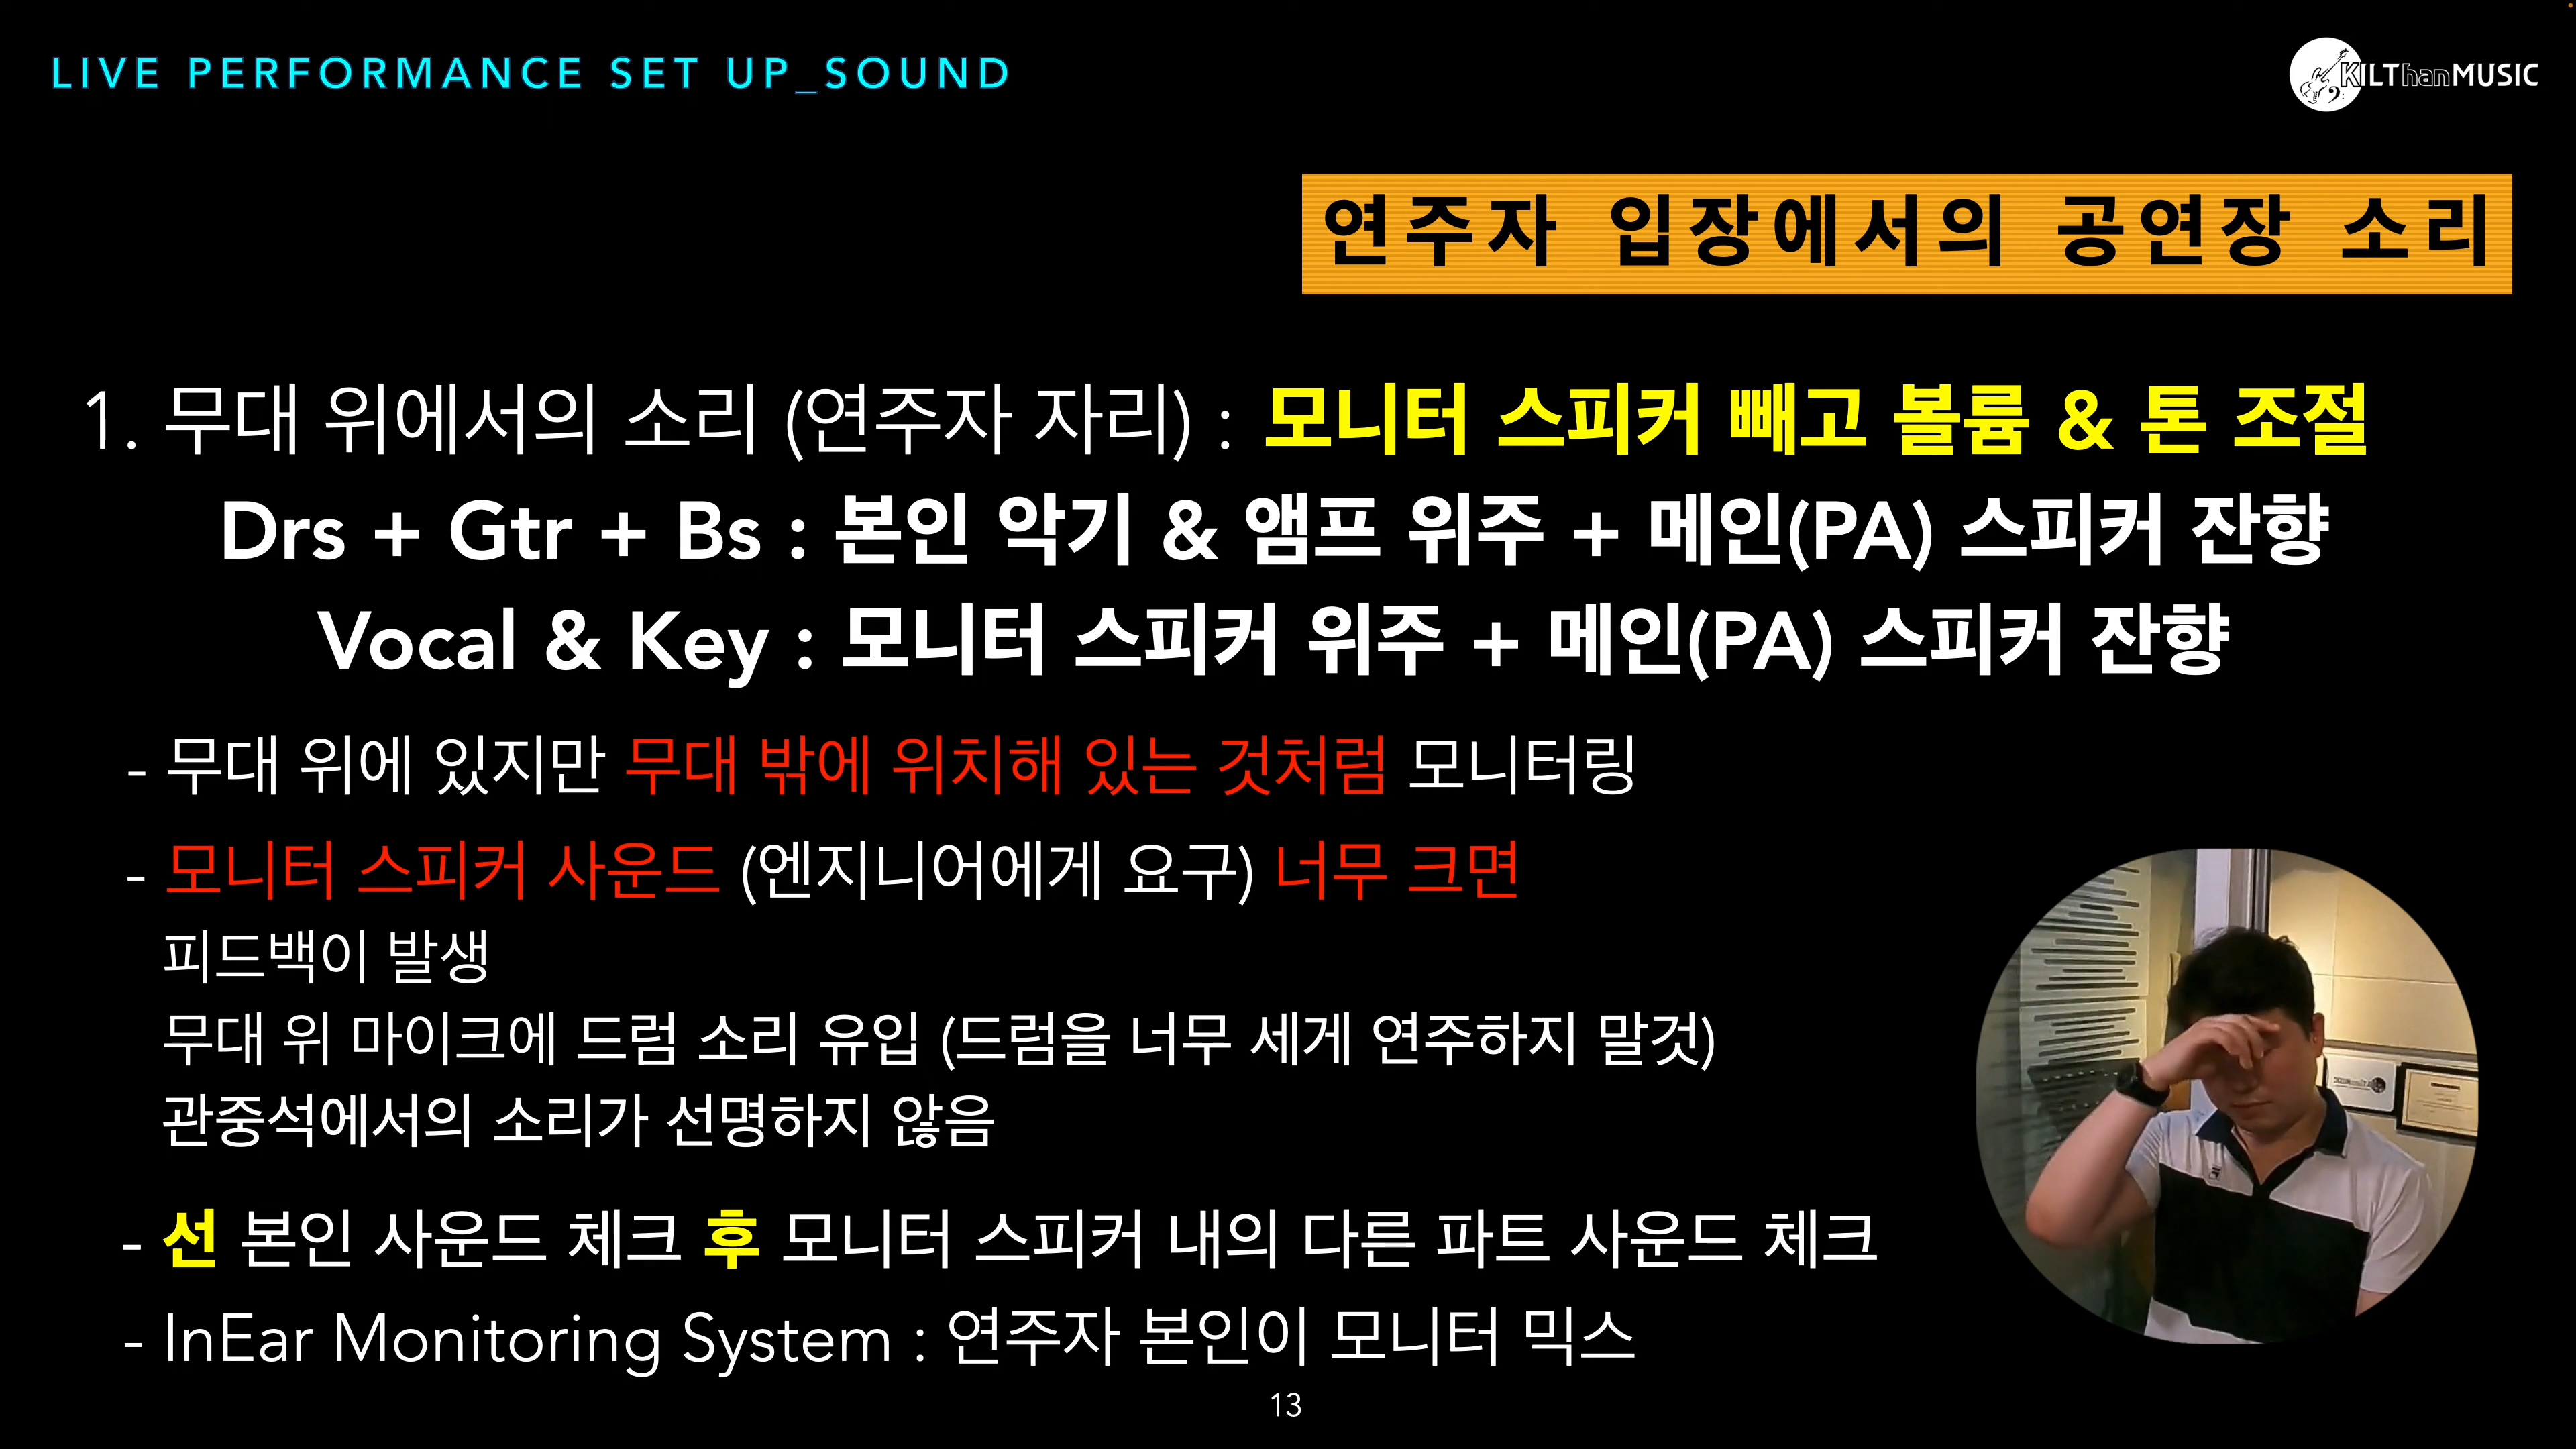 LIVE PERFORMANCE SET UP_SOUND
KILThanMUSIC
연주자 입장에서의 공연장 소리
1. 무대 위에서의 소리 (연주자 자리) : 모니터 스피커 빼고 볼륨 & 톤 조절
Drs + Gtr + Bs : 본인 악기 & 앰프 위주 + 메인(PA) 스피커 잔향
Vocal & Key : 모니터 스피커 위주 + 메인(PA) 스피커 잔향
- 무대 위에 있지만 무대 밖에 위치해 있는 것처럼 모니터링
- 모니터 스피커 사운드 (엔지니어에게 요구) 너무 크면
피드백이 발생
무대 위 마이크에 드럼 소리 유입 (드럼을 너무 세게 연주하지 말것)
관중석에서의 소리가 선명하지 않음
- 선 본인 사운드 체크 후 모니터 스피커 내의 다른 파트 사운드 체크
- InEar Monitoring System : 연주자 본인이 모니터 믹스
13